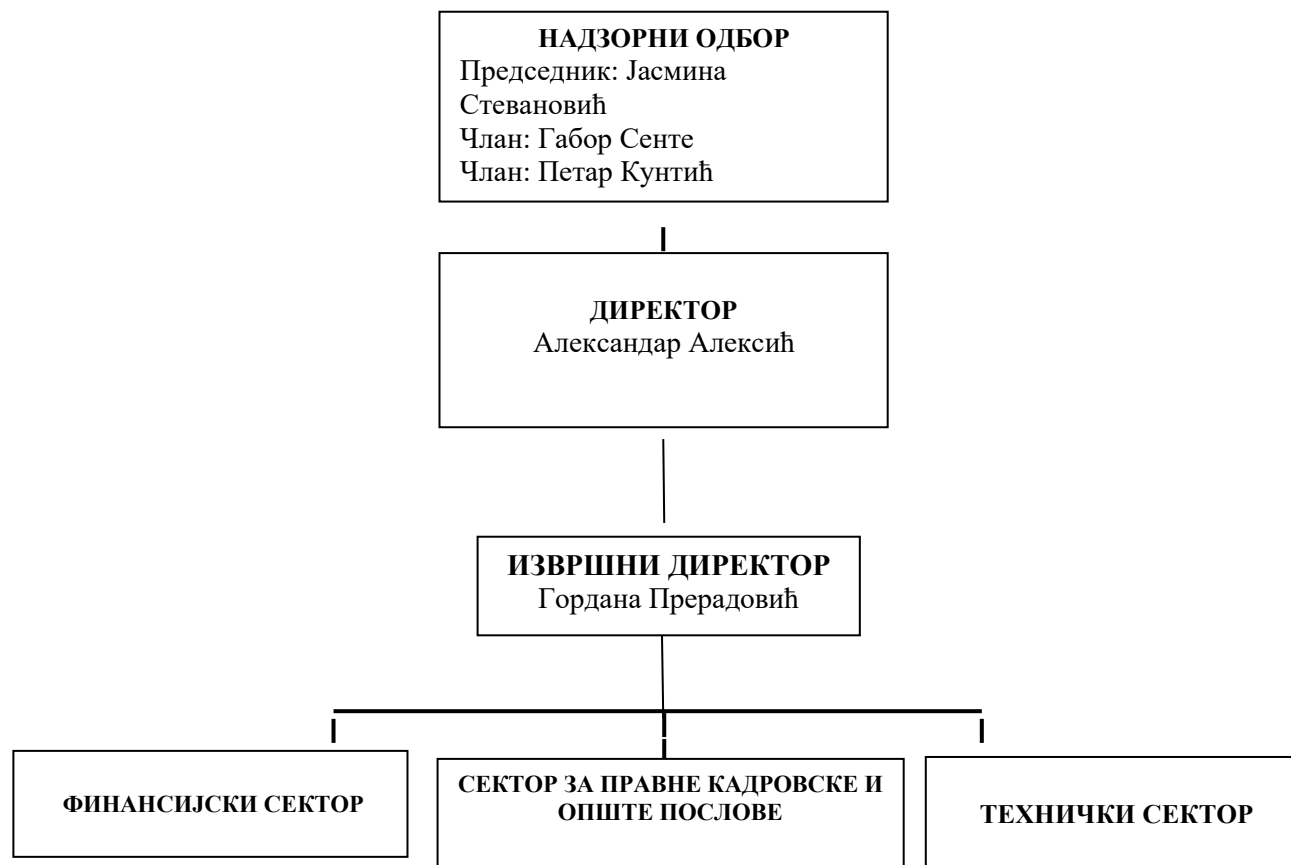 НАДЗОРНИ ОДБОР
Председник: Јасмина
Стевановић
Члан: Габор Сенте
Члан: Петар Кунтић
ДИРЕКТОР
Александар Алексић
ИЗВРШНИ ДИРЕКТОР
Гордана Прерадовић
ФИНАНСИЈСКИ СЕКТОР
СЕКТОР ЗА ПРАВНЕ КАДРОВСКЕ И
ОПШТЕ ПОСЛОВЕ
ТЕХНИЧКИ СЕКТОР